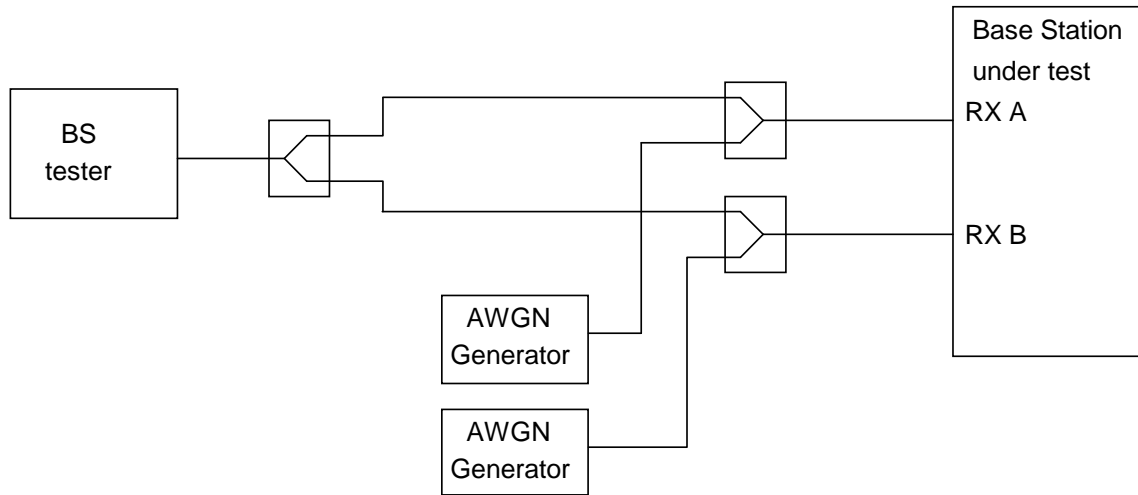 Base Station
under test
BS
tester
RX A
RX B
AWGN
Generator
AWGN
Generator